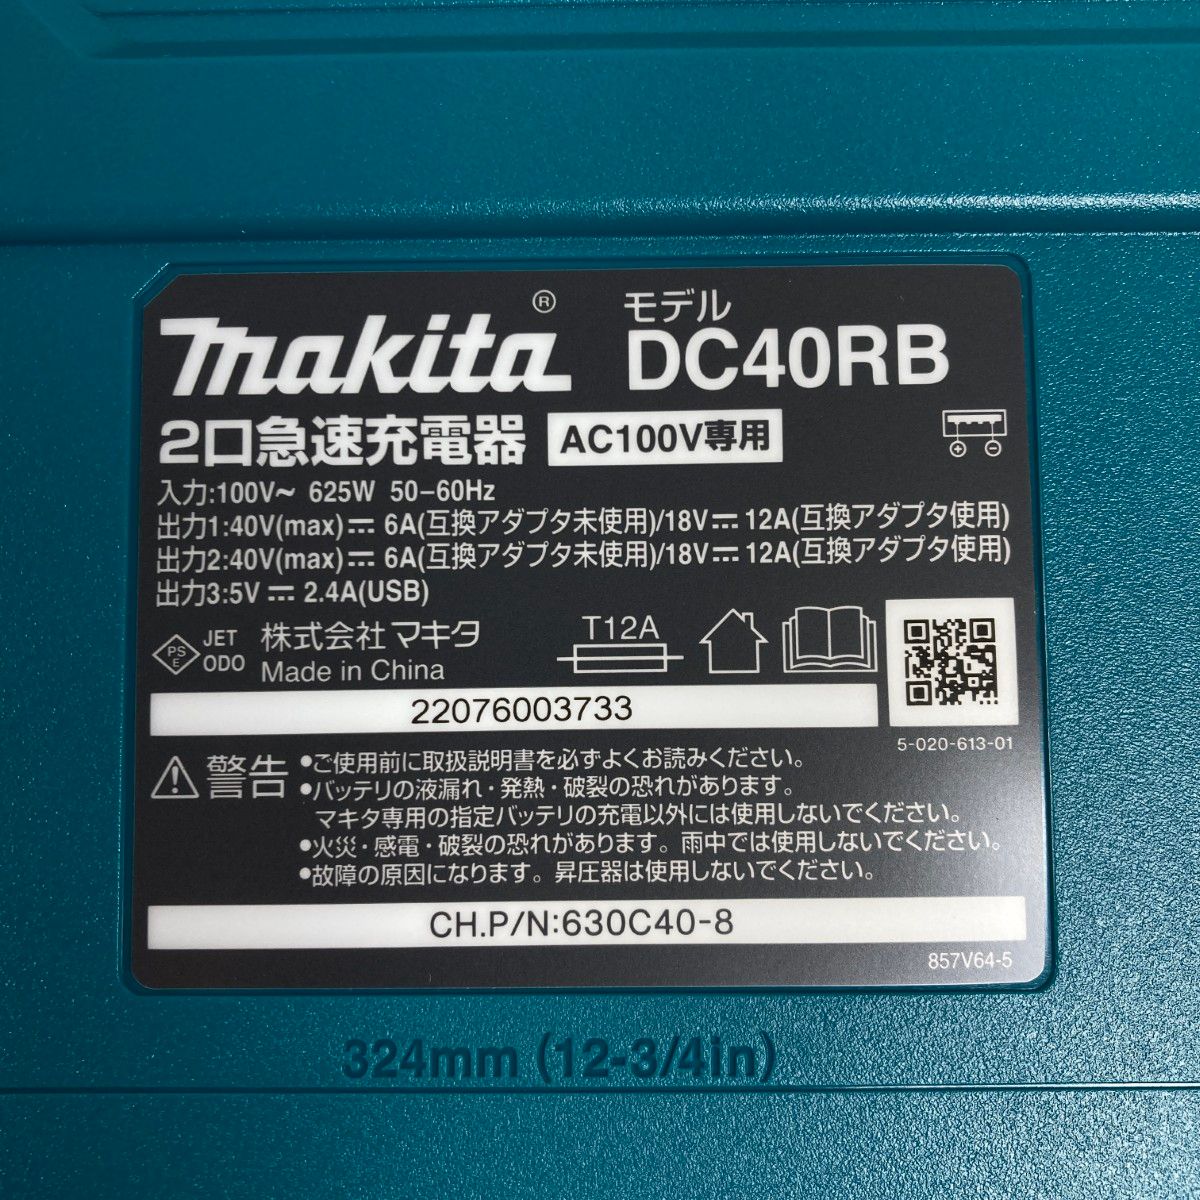 makita®
モデル
DC40RB
2口急速充電器 AC100V専用
入力:100V～ 625W 50-60Hz
出力1:40V(max)⎓ 6A(互換アダプタ未使用)/18V⎓ 12A(互換アダプタ使用)
出力2:40V(max)⎓ 6A(互換アダプタ未使用)/18V⎓ 12A(互換アダプタ使用)
出力3:5V⎓ 2.4A(USB)
PS
E
JET
ODO
株式会社マキタ
Made in China
T12A
22076003733
5-020-613-01
警告
●ご使用前に取扱説明書を必ずよくお読みください。
●バッテリの液漏れ・発熱・破裂の恐れがあります。
マキタ専用の指定バッテリの充電以外には使用しないでください。
●火災・感電・破裂の恐れがあります。雨中では使用しないでください。
●故障の原因になります。昇圧器は使用しないでください。
CH.P/N:630C40-8
857V64-5
324mm (12-3/4in)